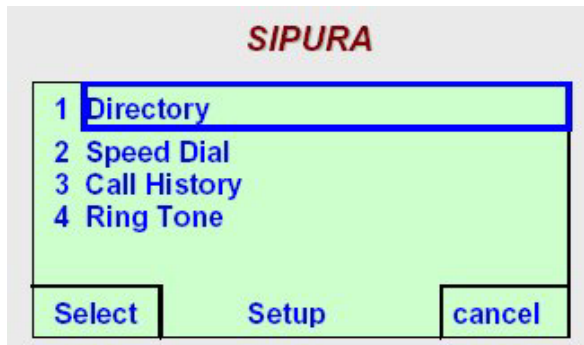 SIPURA
1 Directory
2 Speed Dial
3 Call History
4 Ring Tone
Select Setup cancel